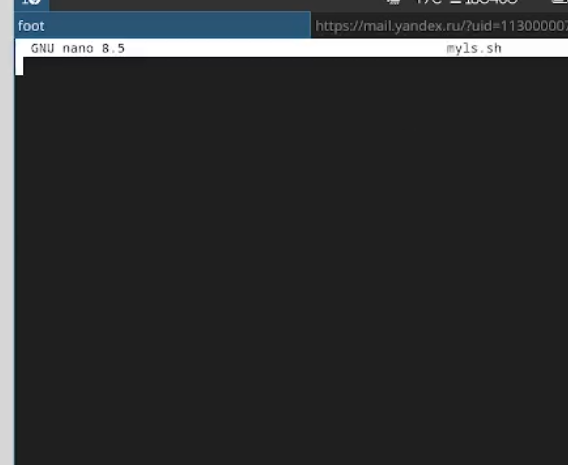 foot
https://mail.yandex.ru/?uid=11300000
GNU nano 8.5 myls.sh